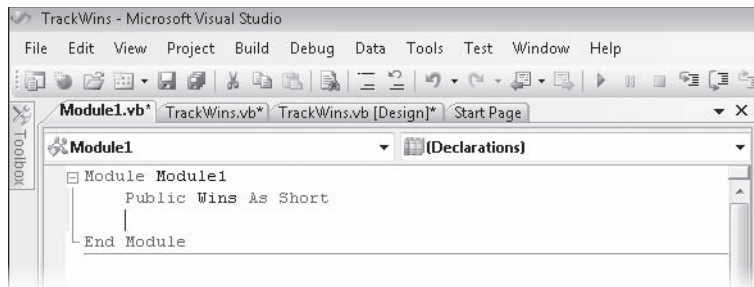 TrackWins - Microsoft Visual Studio
File Edit View Project Build Debug Data Tools Test Window Help
Module1.vb* TrackWins.vb* TrackWins.vb [Design]* Start Page
Toolbox
Module1 (Declarations)
Module Module1
Public Wins As Short
End Module